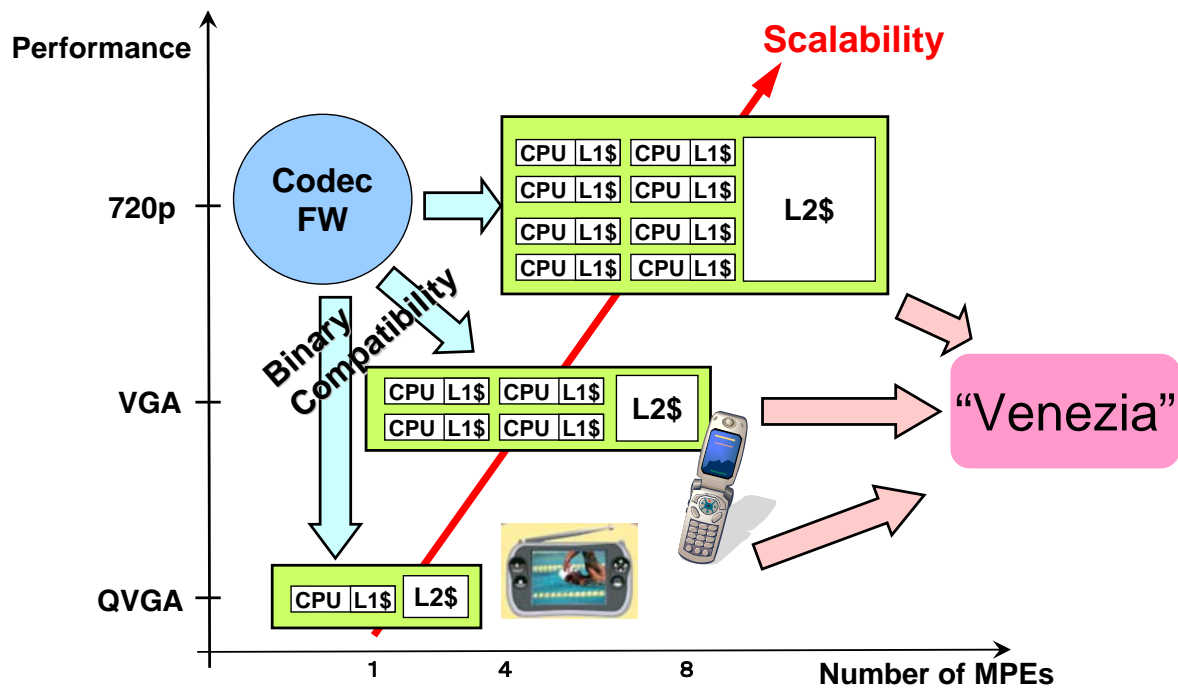 Performance
Scalability
Codec
FW
720p
CPU L1$ CPU L1$
CPU L1$ CPU L1$
CPU L1$ CPU L1$
CPU L1$ CPU L1$
L2$
Binary
Compatibility
VGA
CPU L1$ CPU L1$
CPU L1$ CPU L1$
L2$
“Venezia”
QVGA
CPU L1$
L2$
1 4 8
Number of MPEs